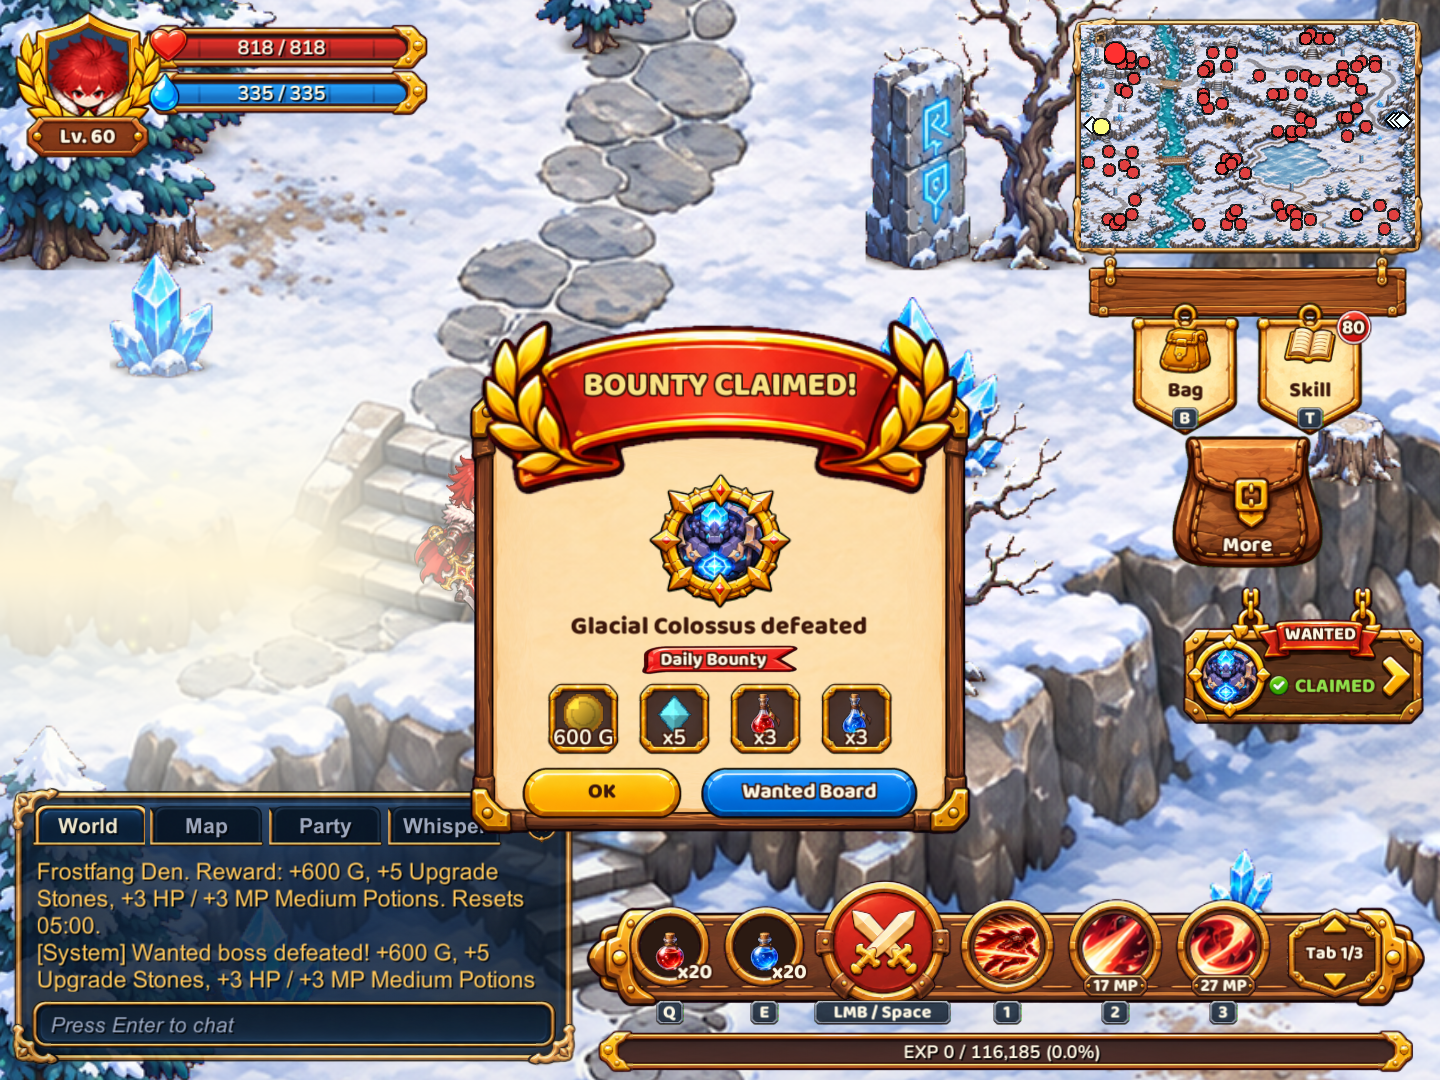 818 / 818
335 / 335
Lv. 60
80
Bag
B
Skill
T
More
WANTED
CLAIMED
BOUNTY CLAIMED!
Glacial Colossus defeated
Daily Bounty
600 G
x5
x3
x3
OK
Wanted Board
World
Map
Party
Whisper
Frostfang Den. Reward: +600 G, +5 Upgrade
Stones, +3 HP / +3 MP Medium Potions. Resets
05:00.
[System] Wanted boss defeated! +600 G, +5
Upgrade Stones, +3 HP / +3 MP Medium Potions
Press Enter to chat
x20
x20
17 MP
27 MP
Tab 1/3
Q
E
LMB / Space
1
2
3
EXP 0 / 116,185 (0.0%)